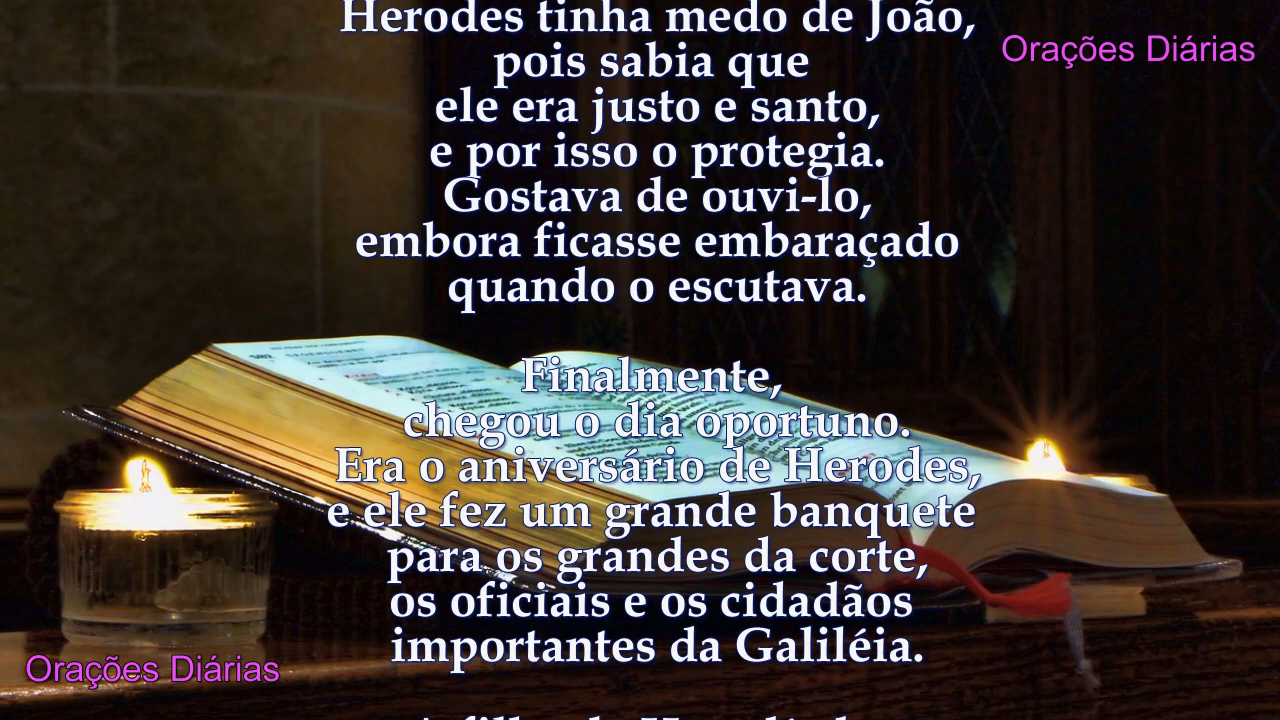 Herodes tinha medo de João,
pois sabia que
ele era justo e santo,
e por isso o protegia.
Gostava de ouvi-lo,
embora ficasse embaraçado
quando o escutava.
Finalmente,
chegou o dia oportuno.
Era o aniversário de Herodes,
e ele fez um grande banquete
para os grandes da corte,
os oficiais e os cidadãos
importantes da Galiléia.
Orações Diárias
Orações Diárias